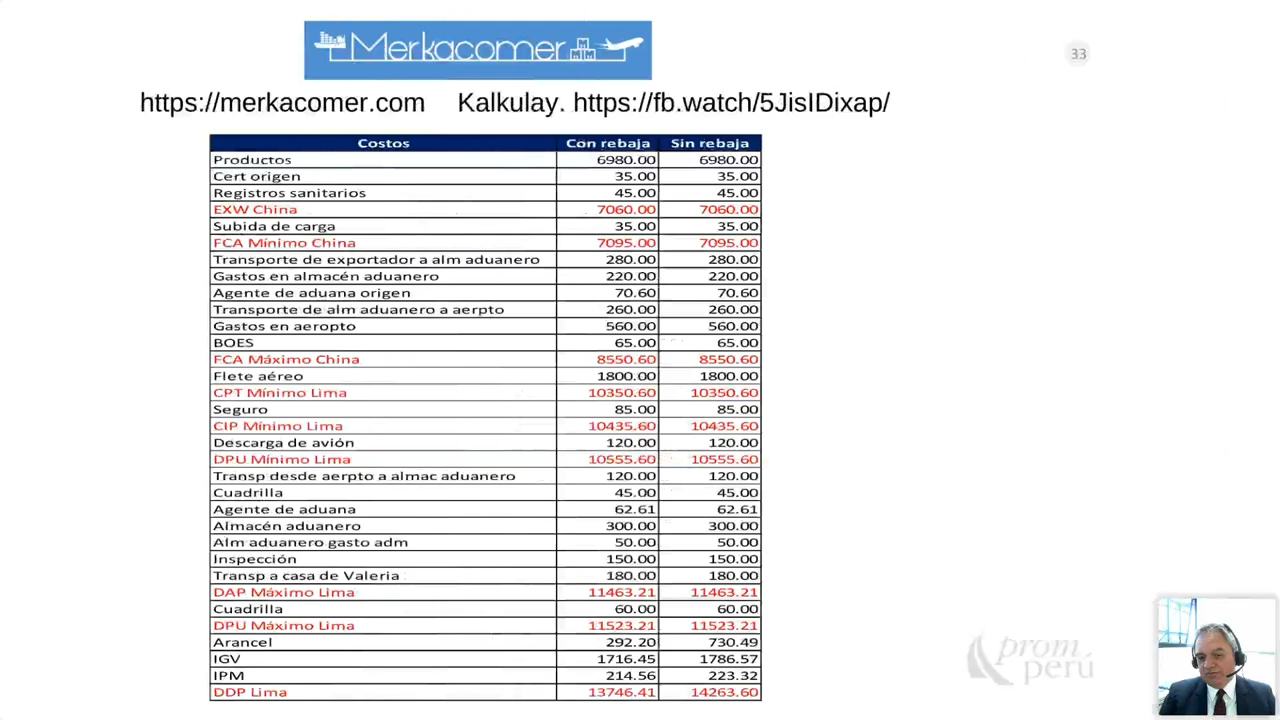 Merkacomer
33
https://merkacomer.com Kalkulay. https://fb.watch/5JisIDixap/
Costos Con rebaja Sin rebaja
Productos 6980.00 6980.00
Cert origen 35.00 35.00
Registros sanitarios 45.00 45.00
EXW China 7060.00 7060.00
Subida de carga 35.00 35.00
FCA Mínimo China 7095.00 7095.00
Transporte de exportador a alm aduanero 280.00 280.00
Gastos en almacén aduanero 220.00 220.00
Agente de aduana origen 70.60 70.60
Transporte de alm aduanero a aerpto 260.00 260.00
Gastos en aeropto 560.00 560.00
BOES 65.00 65.00
FCA Máximo China 8550.60 8550.60
Flete aéreo 1800.00 1800.00
CPT Mínimo Lima 10350.60 10350.60
Seguro 85.00 85.00
CIP Mínimo Lima 10435.60 10435.60
Descarga de avión 120.00 120.00
DPU Mínimo Lima 10555.60 10555.60
Transp desde aerpto a almac aduanero 120.00 120.00
Cuadrilla 45.00 45.00
Agente de aduana 62.61 62.61
Almacén aduanero 300.00 300.00
Alm aduanero gasto adm 50.00 50.00
Inspección 150.00 150.00
Transp a casa de Valeria 180.00 180.00
DAP Máximo Lima 11463.21 11463.21
Cuadrilla 60.00 60.00
DPU Máximo Lima 11523.21 11523.21
Arancel 292.20 730.49
IGV 1716.45 1786.57
IPM 214.56 223.32
DDP Lima 13746.41 14263.60
prom
perú